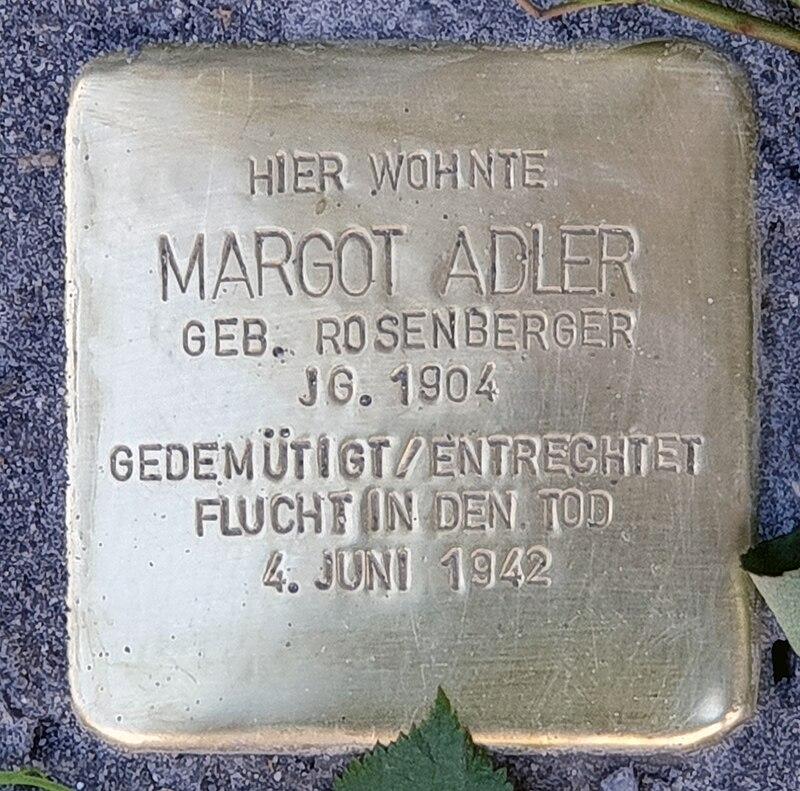 HIER WOHNTE
MARGOT ADLER
GEB. ROSENBERGER
JG. 1904
GEDEMÜTIGT/ENTRECHTET
FLUCHT IN DEN TOD
4. JUNI 1942